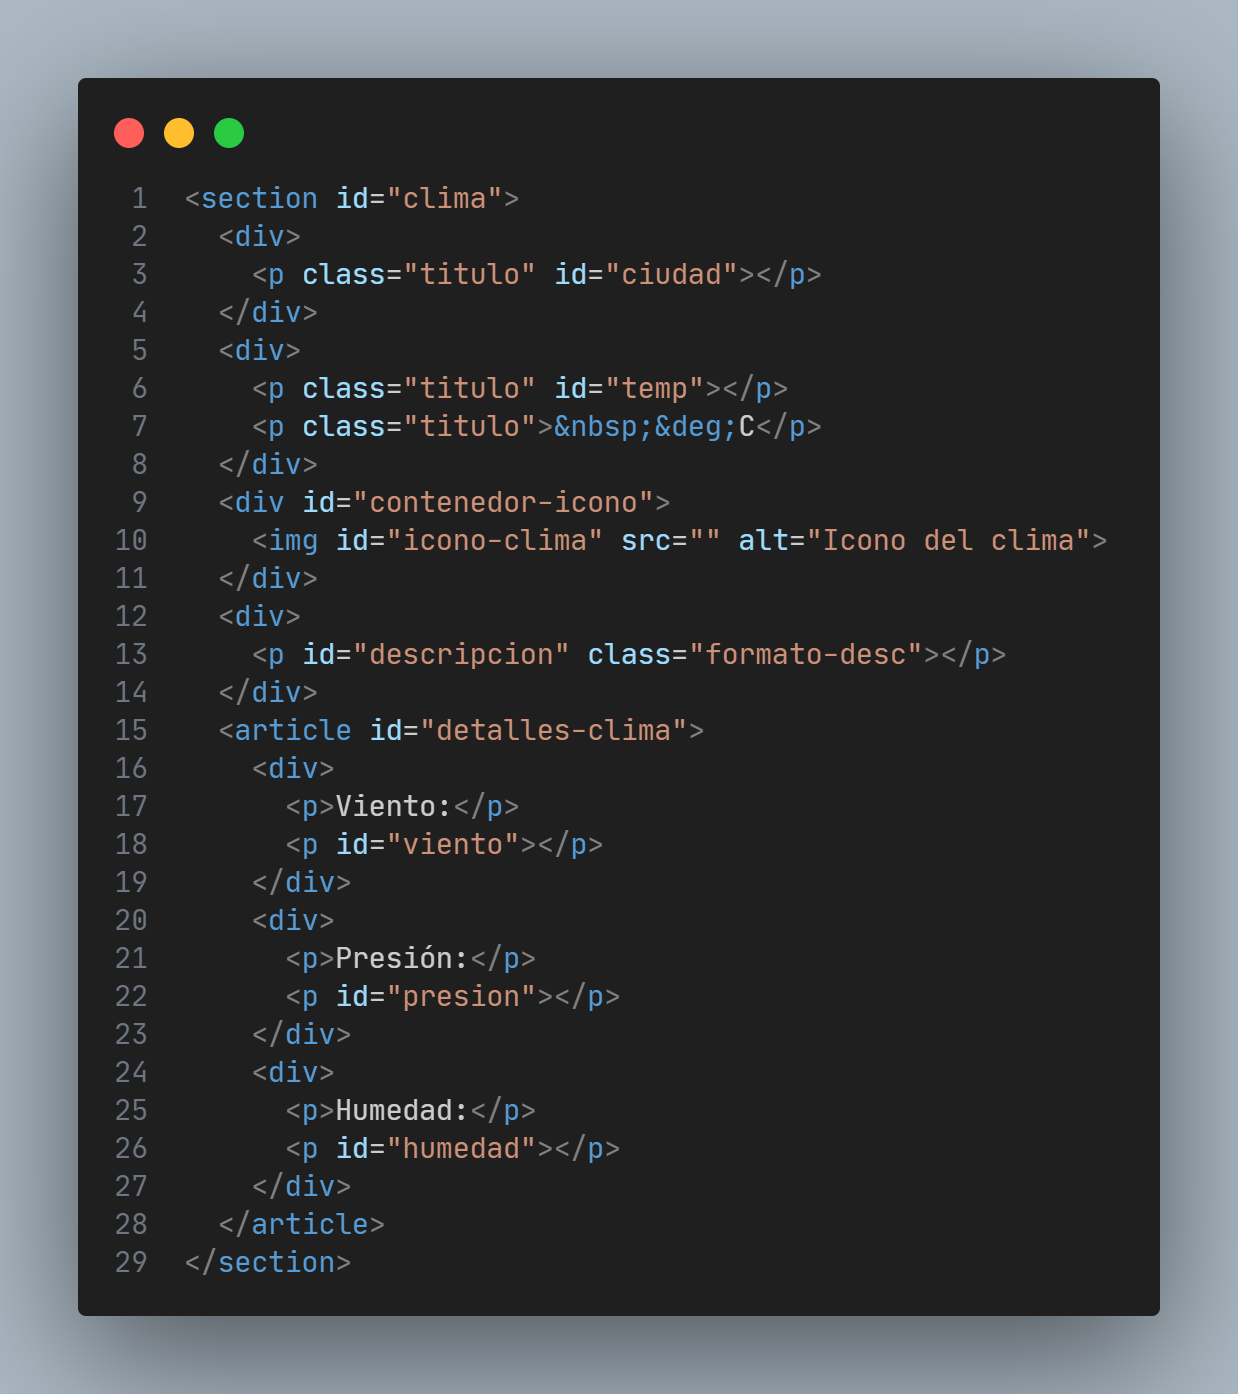 1 <section id="clima">
2   <div>
3     <p class="titulo" id="ciudad"></p>
4   </div>
5   <div>
6     <p class="titulo" id="temp"></p>
7     <p class="titulo">&nbsp;&deg;C</p>
8   </div>
9   <div id="contenedor-icono">
10     <img id="icono-clima" src="" alt="Icono del clima">
11   </div>
12   <div>
13     <p id="descripcion" class="formato-desc"></p>
14   </div>
15   <article id="detalles-clima">
16     <div>
17       <p>Viento:</p>
18       <p id="viento"></p>
19     </div>
20     <div>
21       <p>Presión:</p>
22       <p id="presion"></p>
23     </div>
24     <div>
25       <p>Humedad:</p>
26       <p id="humedad"></p>
27     </div>
28   </article>
29 </section>